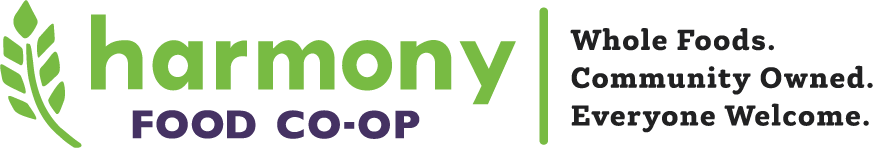 harmony
FOOD CO-OP
Whole Foods.
Community Owned.
Everyone Welcome.